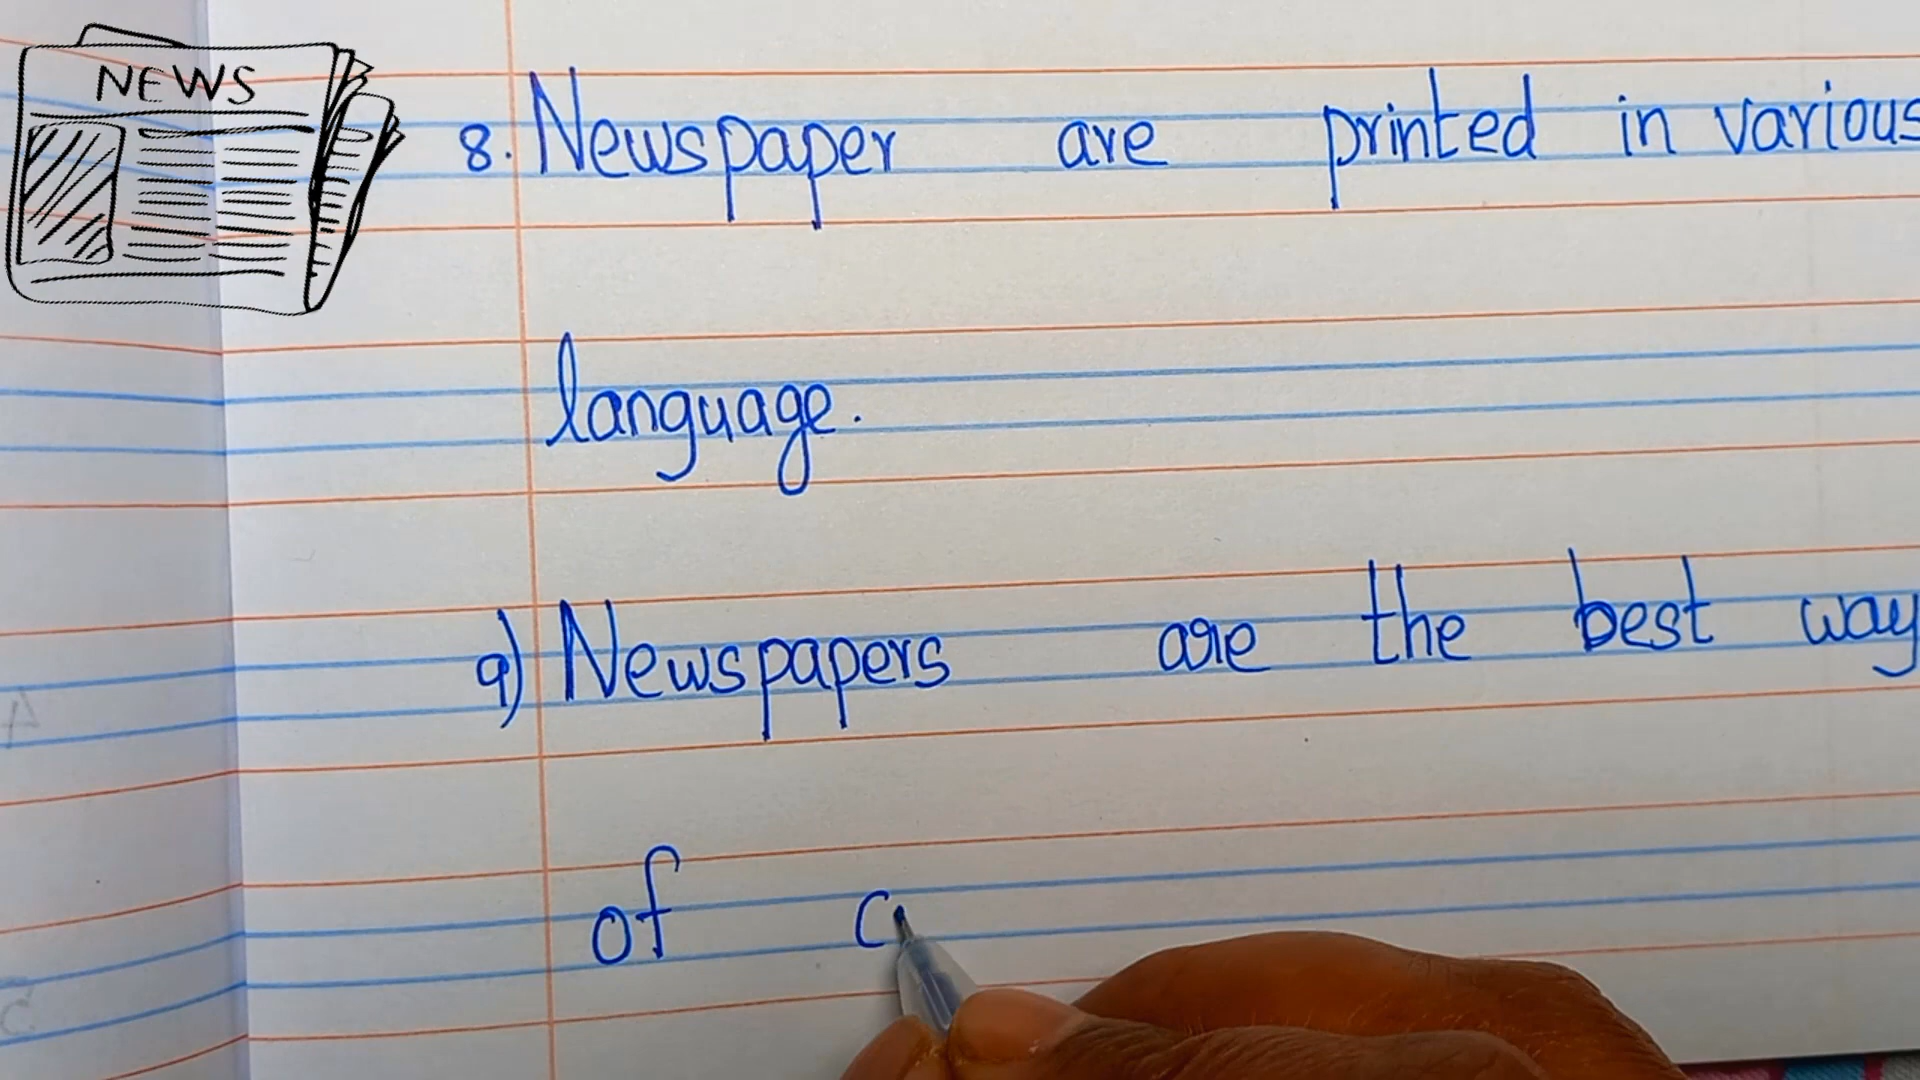 NEWS
8. Newspaper are printed in various
language.
9) Newspapers are the best way
of c